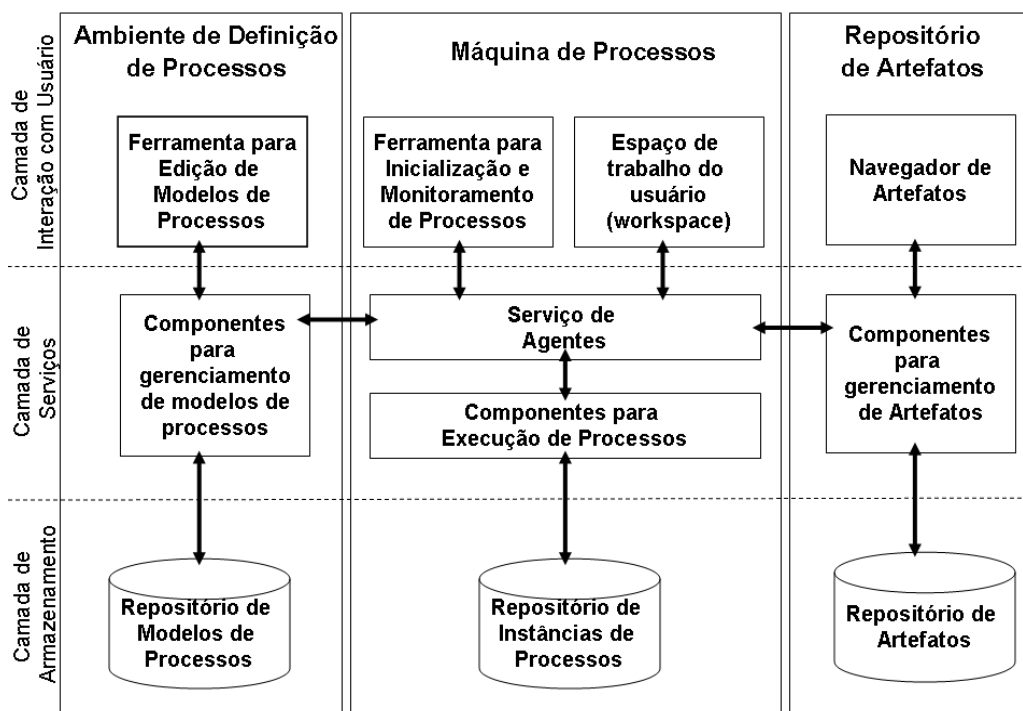 Ambiente de Definição
de Processos
Máquina de Processos
Repositório
de Artefatos
Camada de
Interação com Usuário
Ferramenta para
Edição de
Modelos de
Processos
Ferramenta para
Inicialização e
Monitoramento
de Processos
Espaço de
trabalho do
usuário
(workspace)
Navegador de
Artefatos
Camada de
Serviços
Componentes
para
gerenciamento
de modelos de
processos
Serviço de
Agentes
Componentes para
Execução de Processos
Componentes
para
gerenciamento
de Artefatos
Camada de
Armazenamento
Repositório de
Modelos de
Processos
Repositório de
Instâncias de
Processos
Repositório de
Artefatos